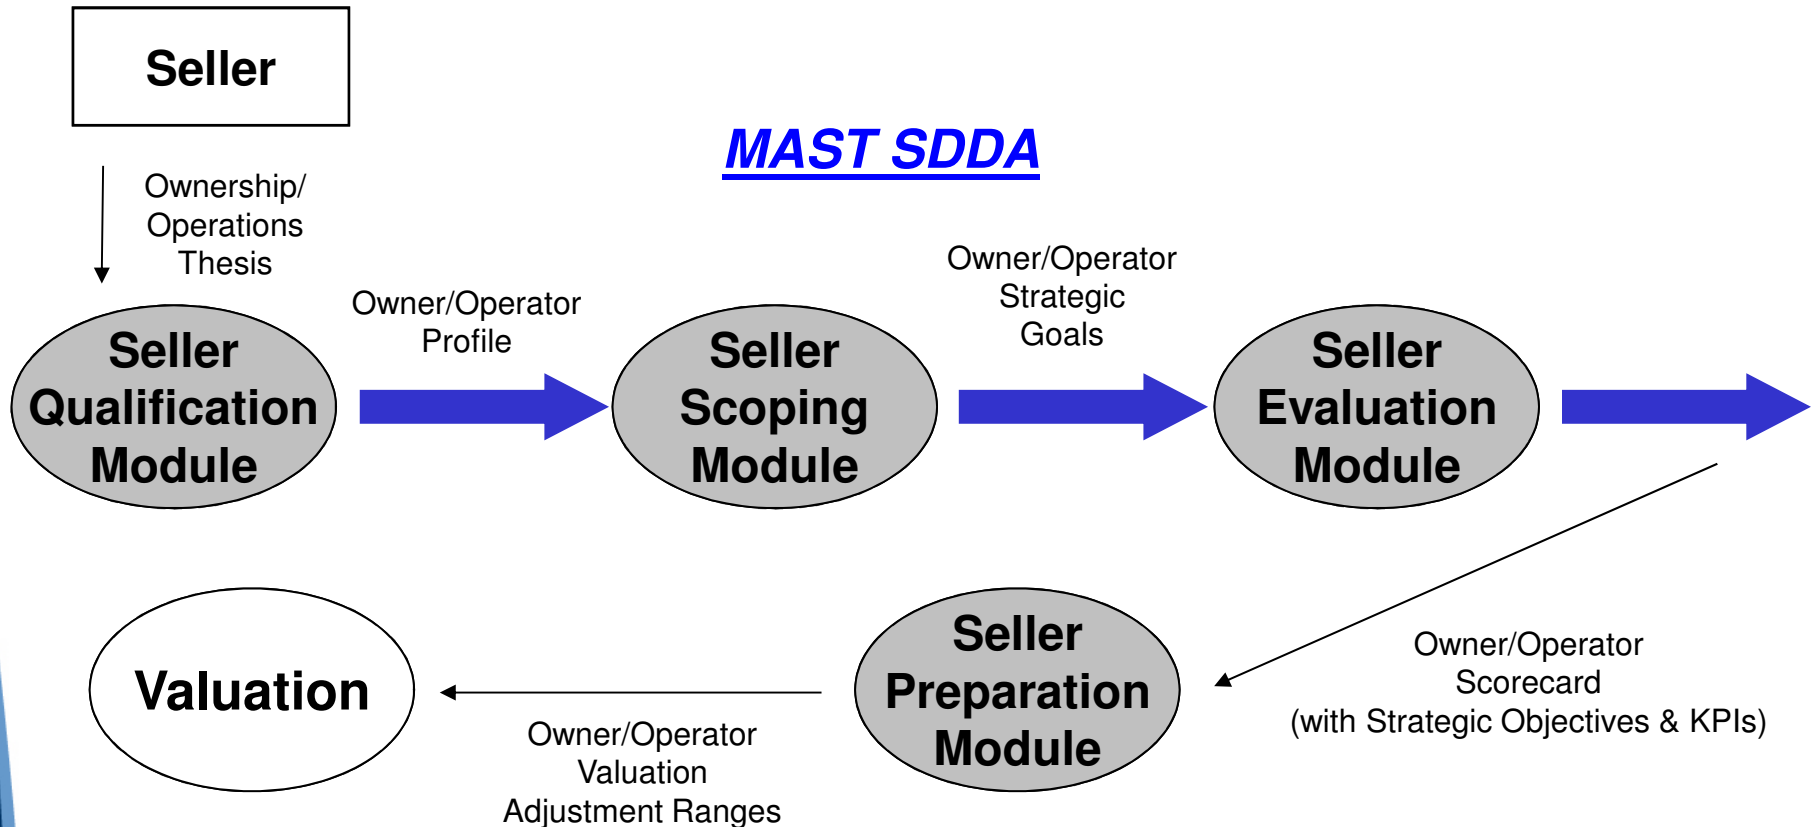 Seller
MAST SDDA
Ownership/
Operations
Thesis
Owner/Operator
Profile
Owner/Operator
Strategic
Goals
Seller
Qualification
Module
Seller
Scoping
Module
Seller
Evaluation
Module
Valuation
Owner/Operator
Valuation
Adjustment Ranges
Seller
Preparation
Module
Owner/Operator
Scorecard
(with Strategic Objectives & KPIs)